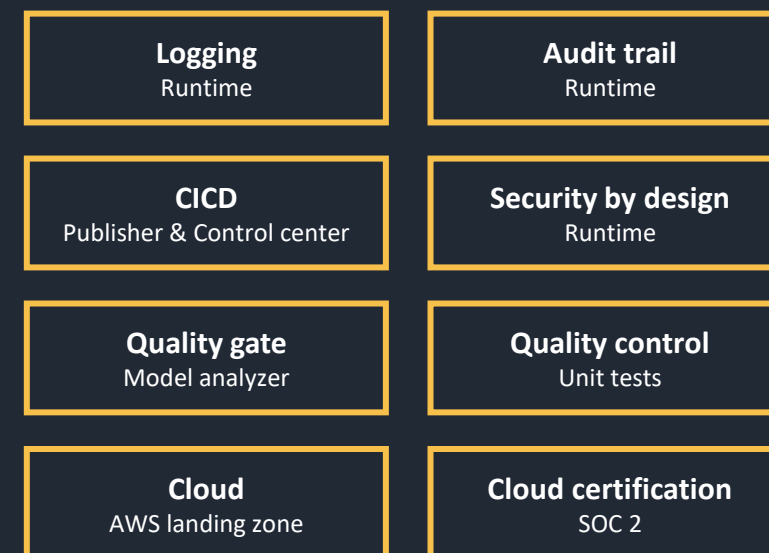 Logging
Runtime
Audit trail
Runtime
CICD
Publisher & Control center
Security by design
Runtime
Quality gate
Model analyzer
Quality control
Unit tests
Cloud
AWS landing zone
Cloud certification
SOC 2